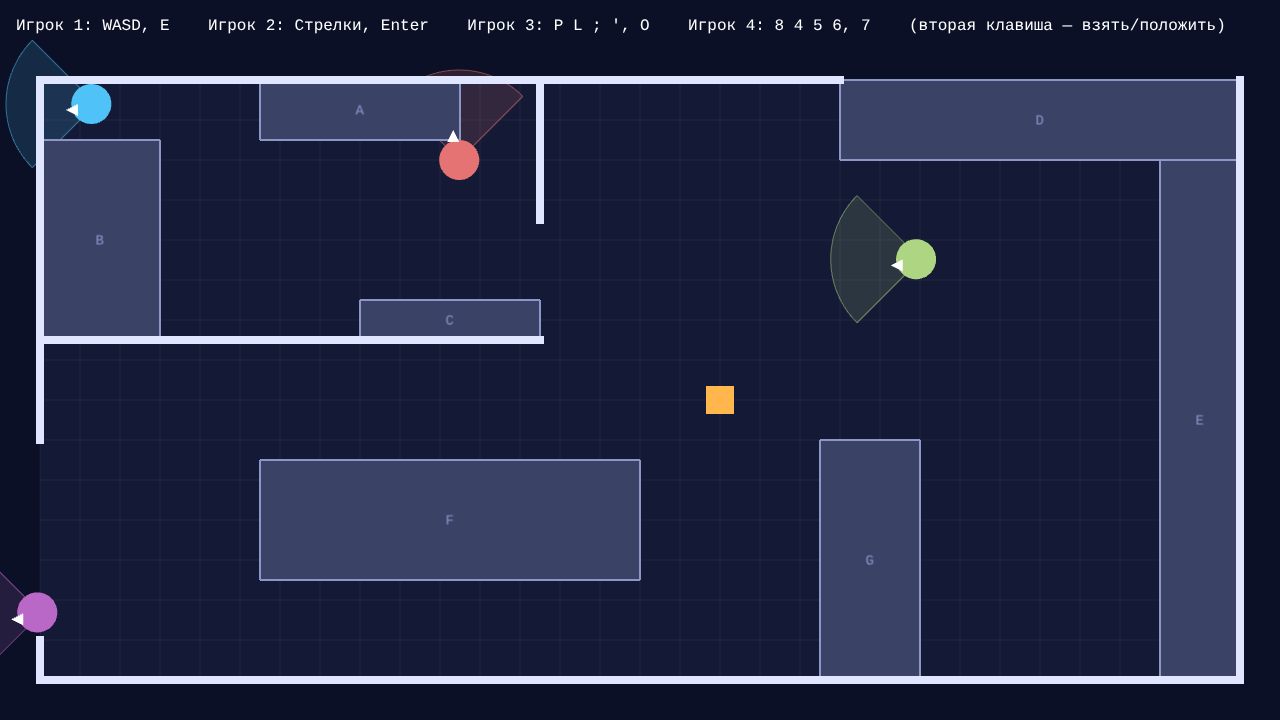 Игрок 1: WASD, E    Игрок 2: Стрелки, Enter    Игрок 3: P L ; ', O    Игрок 4: 8 4 5 6, 7    (вторая клавиша — взять/положить)
A
D
B
C
E
F
G